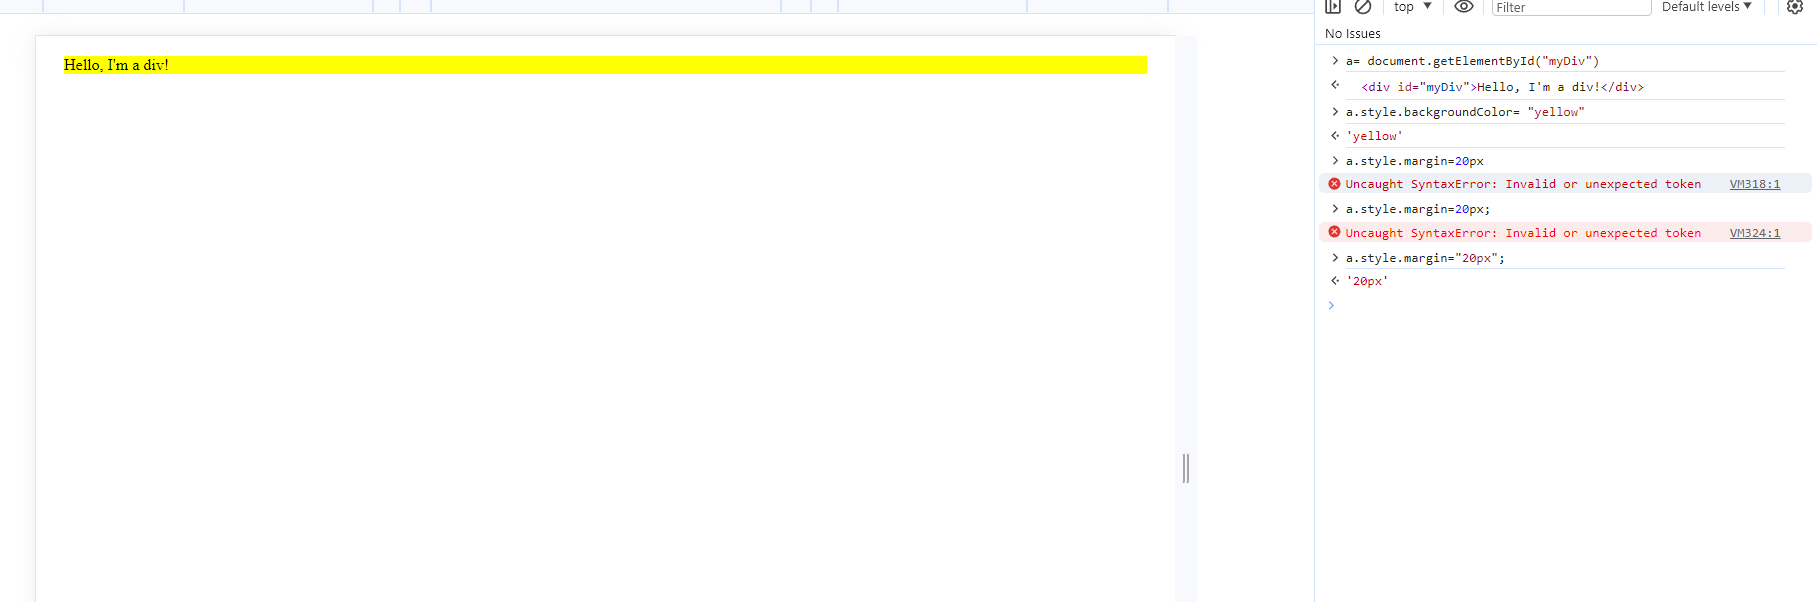 top
Filter
Default levels
No Issues
Hello, I'm a div!
a= document.getElementById("myDiv")
<div id="myDiv">Hello, I'm a div!</div>
a.style.backgroundColor= "yellow"
'yellow'
a.style.margin=20px
Uncaught SyntaxError: Invalid or unexpected token VM318:1
a.style.margin=20px;
Uncaught SyntaxError: Invalid or unexpected token VM324:1
a.style.margin="20px";
'20px'